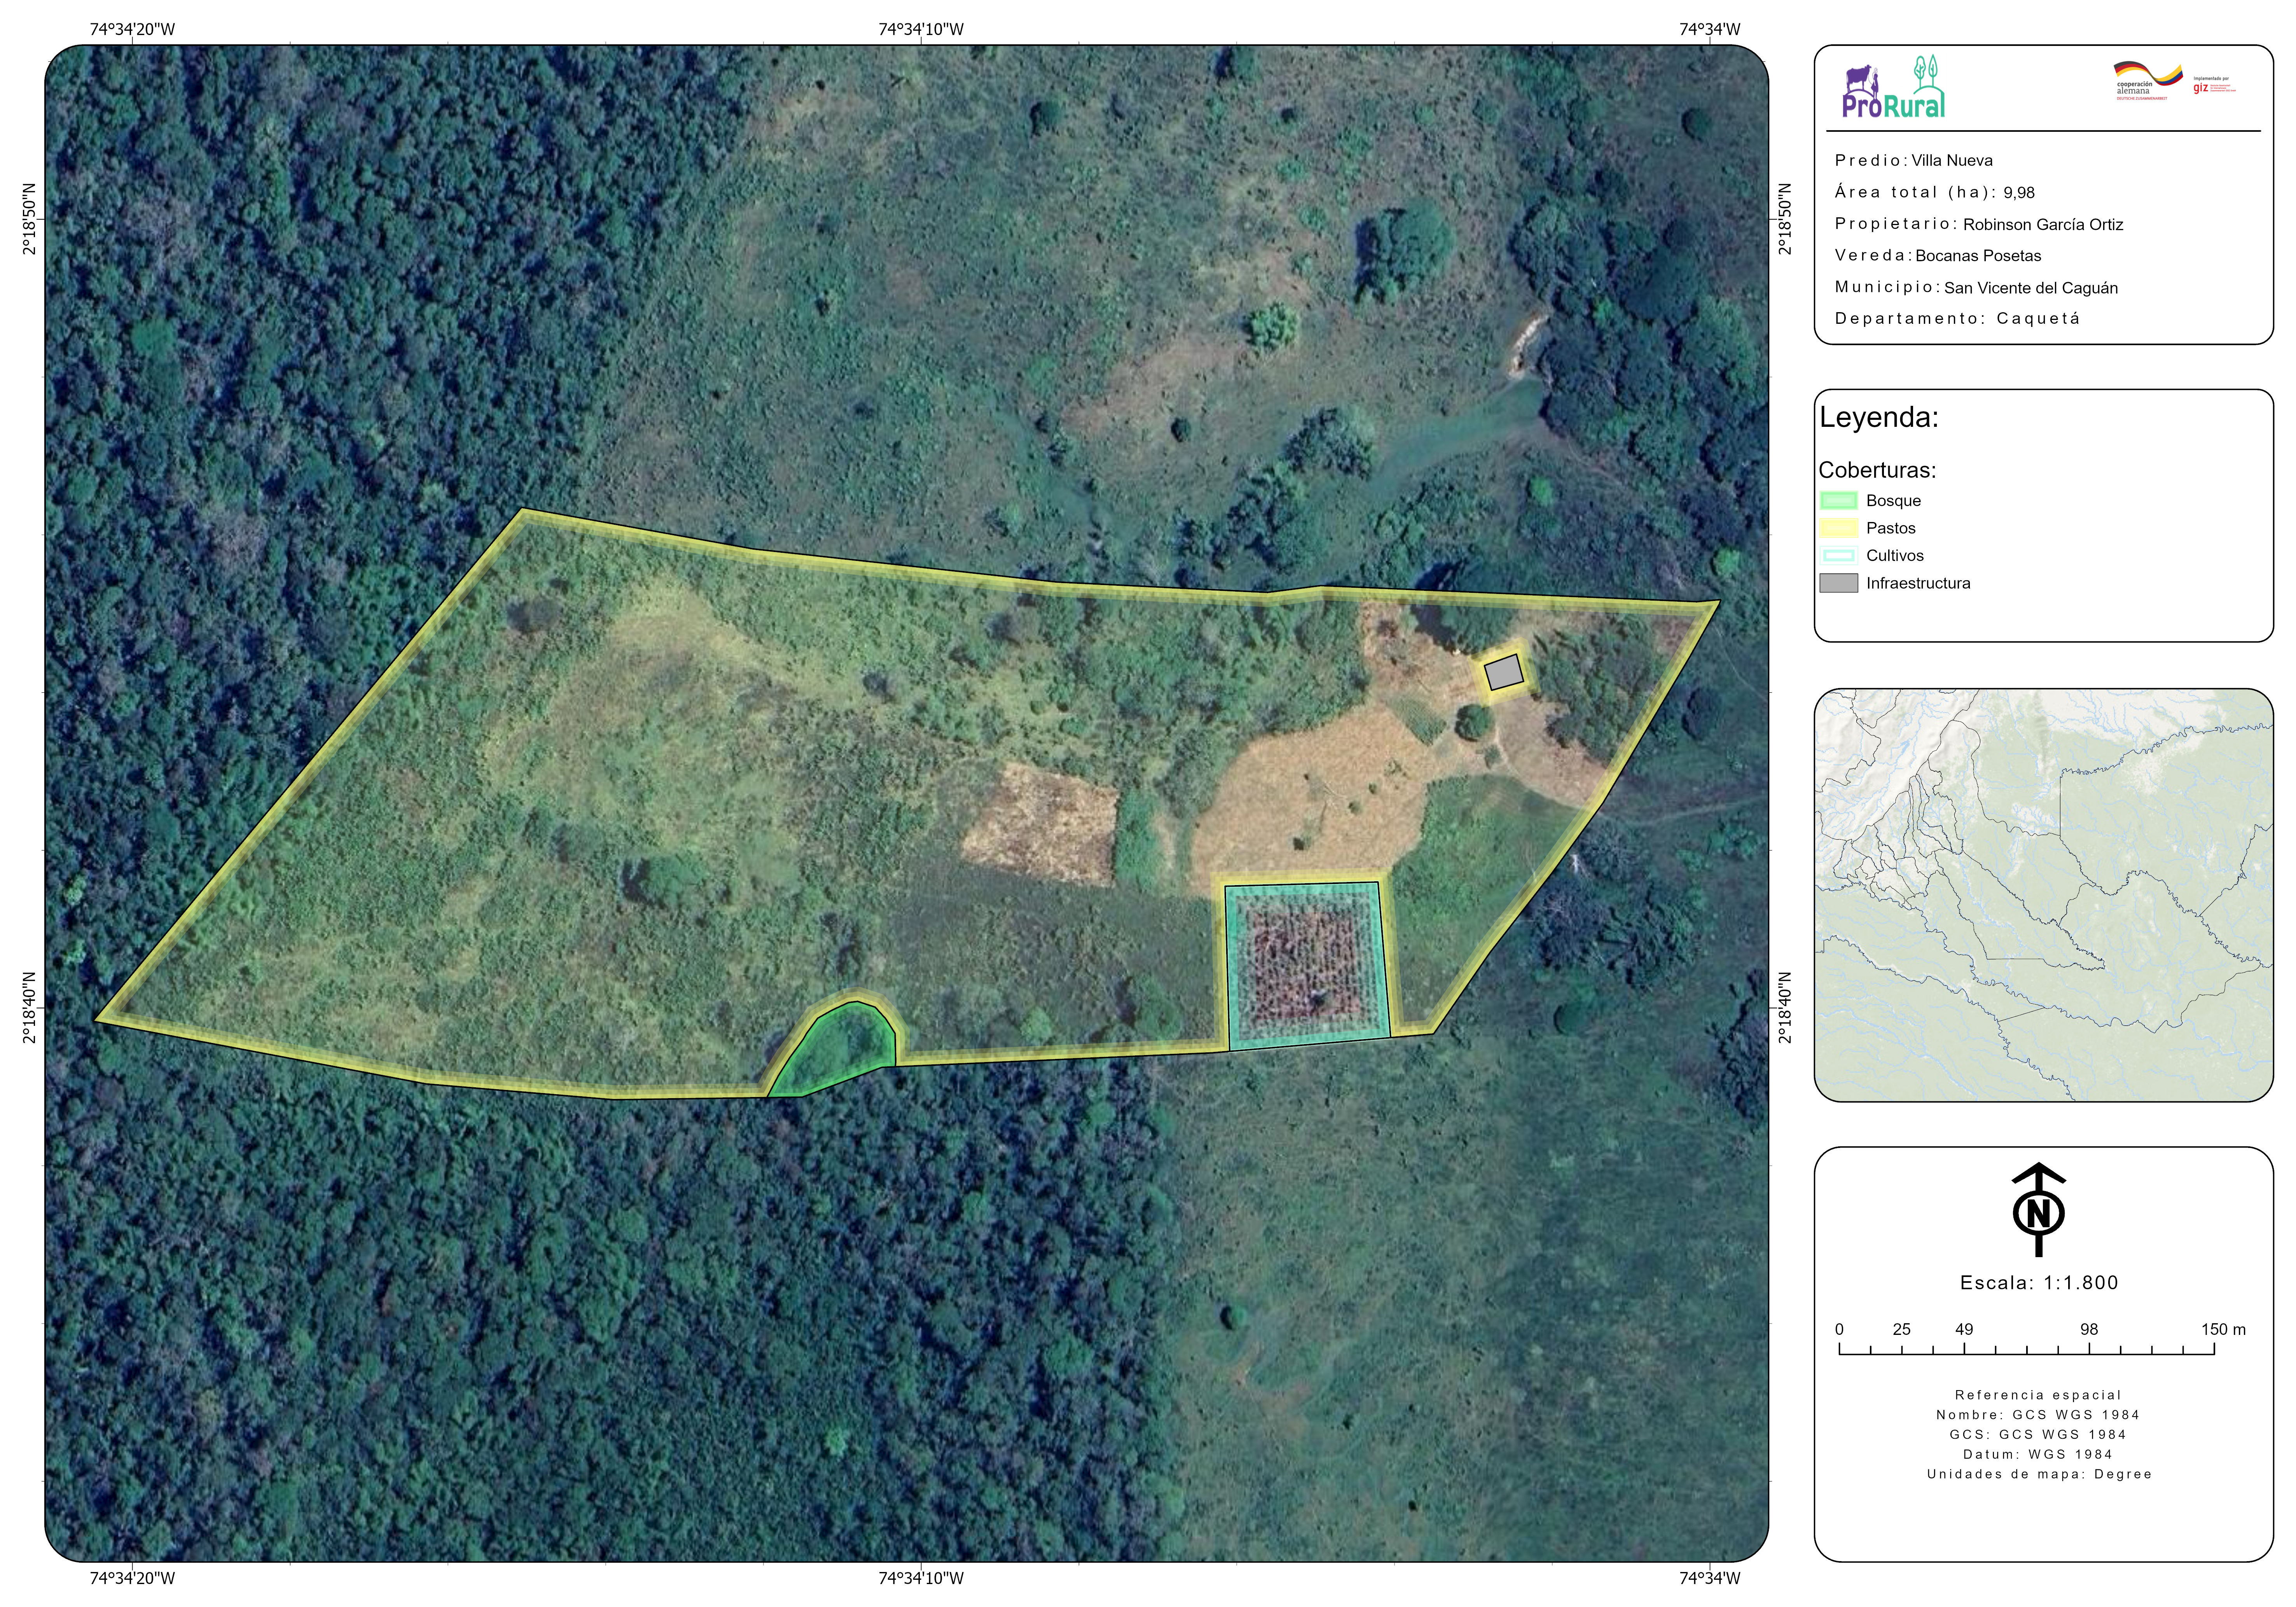 74°34'20"W 74°34'10"W 74°34'W
2°18'50"N 2°18'50"N
2°18'40"N 2°18'40"N
74°34'20"W 74°34'10"W 74°34'W
ProRural
cooperación
alemana
DEUTSCHE ZUSAMMENARBEIT
Implementada por
giz
Predio: Villa Nueva
Área total (ha): 9,98
Propietario: Robinson García Ortiz
Vereda: Bocanas Posetas
Municipio: San Vicente del Caguán
Departamento: Caquetá
Leyenda:
Coberturas:
Bosque
Pastos
Cultivos
Infraestructura
N
Escala: 1:1.800
0 25 49 98 150 m
Referencia espacial
Nombre: GCS WGS 1984
GCS: GCS WGS 1984
Datum: WGS 1984
Unidades de mapa: Degree